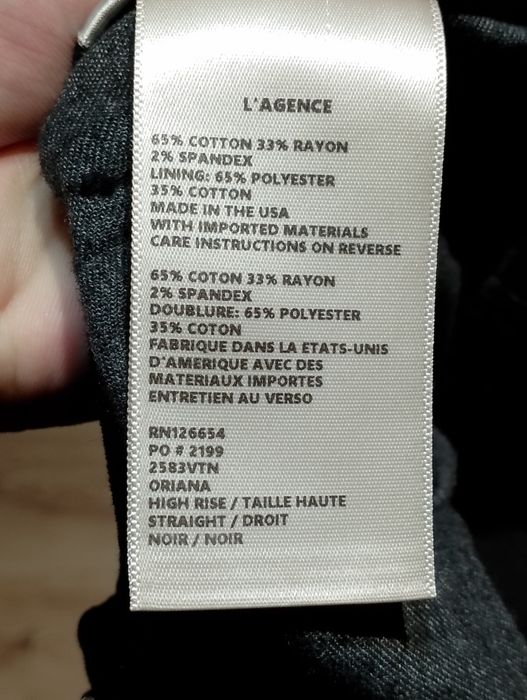 L'AGENCE
65% COTTON 33% RAYON
2% SPANDEX
LINING: 65% POLYESTER
35% COTTON
MADE IN THE USA
WITH IMPORTED MATERIALS
CARE INSTRUCTIONS ON REVERSE
65% COTON 33% RAYON
2% SPANDEX
DOUBLURE: 65% POLYESTER
35% COTON
FABRIQUE DANS LA ETATS-UNIS
D'AMERIQUE AVEC DES
MATERIAUX IMPORTES
ENTRETIEN AU VERSO
RN126654
PO # 2199
2583VTN
ORIANA
HIGH RISE / TAILLE HAUTE
STRAIGHT / DROIT
NOIR / NOIR